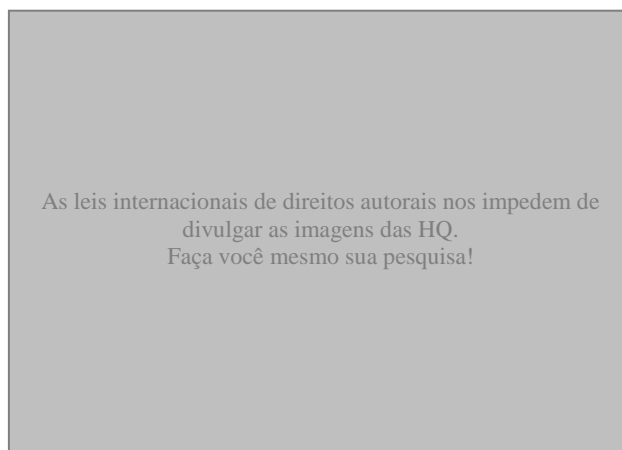 As leis internacionais de direitos autorais nos impedem de
divulgar as imagens das HQ.
Faça você mesmo sua pesquisa!